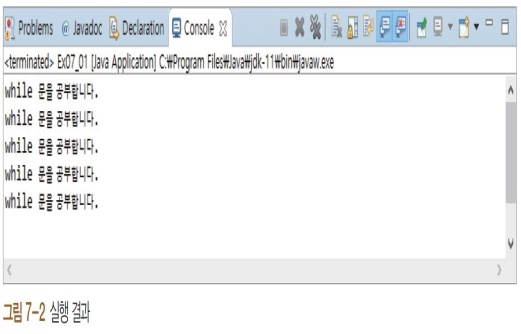 Problems @ Javadoc Declaration Console
<terminated> Ex07_01 [Java Application] C:₩Program Files₩Java₩jdk-11₩bin₩javaw.exe
while 문을 공부합니다.
while 문을 공부합니다.
while 문을 공부합니다.
while 문을 공부합니다.
while 문을 공부합니다.
그림 7-2 실행 결과